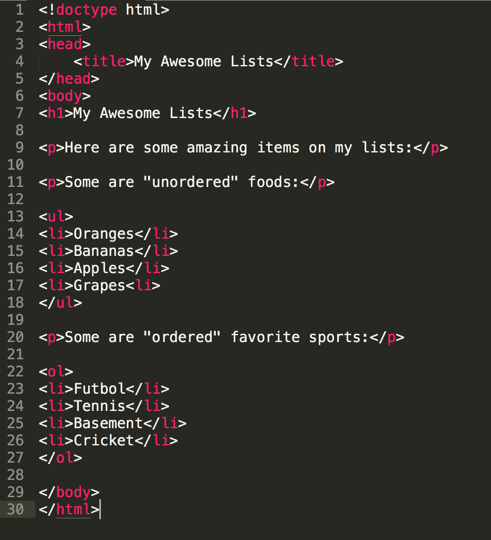 1 <!doctype html>
2 <html>
3 <head>
4     <title>My Awesome Lists</title>
5 </head>
6 <body>
7 <h1>My Awesome Lists</h1>
8
9 <p>Here are some amazing items on my lists:</p>
10
11 <p>Some are "unordered" foods:</p>
12
13 <ul>
14 <li>Oranges</li>
15 <li>Bananas</li>
16 <li>Apples</li>
17 <li>Grapes<li>
18 </ul>
19
20 <p>Some are "ordered" favorite sports:</p>
21
22 <ol>
23 <li>Futbol</li>
24 <li>Tennis</li>
25 <li>Basement</li>
26 <li>Cricket</li>
27 </ol>
28
29 </body>
30 </html>